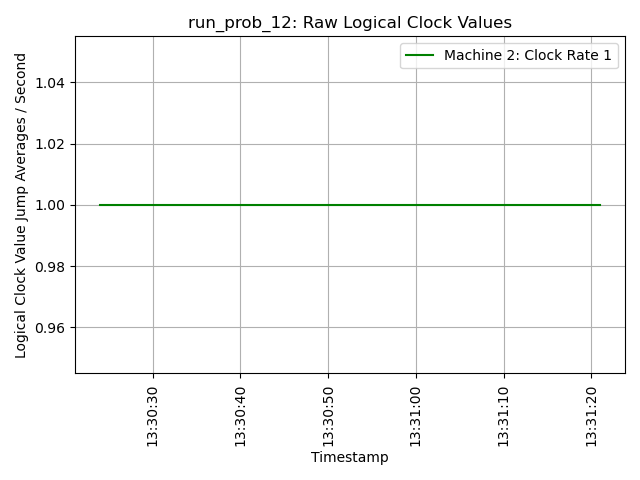 run_prob_12: Raw Logical Clock Values
Machine 2: Clock Rate 1
Logical Clock Value Jump Averages / Second
1.04
1.02
1.00
0.98
0.96
13:30:30
13:30:40
13:30:50
13:31:00
13:31:10
13:31:20
Timestamp